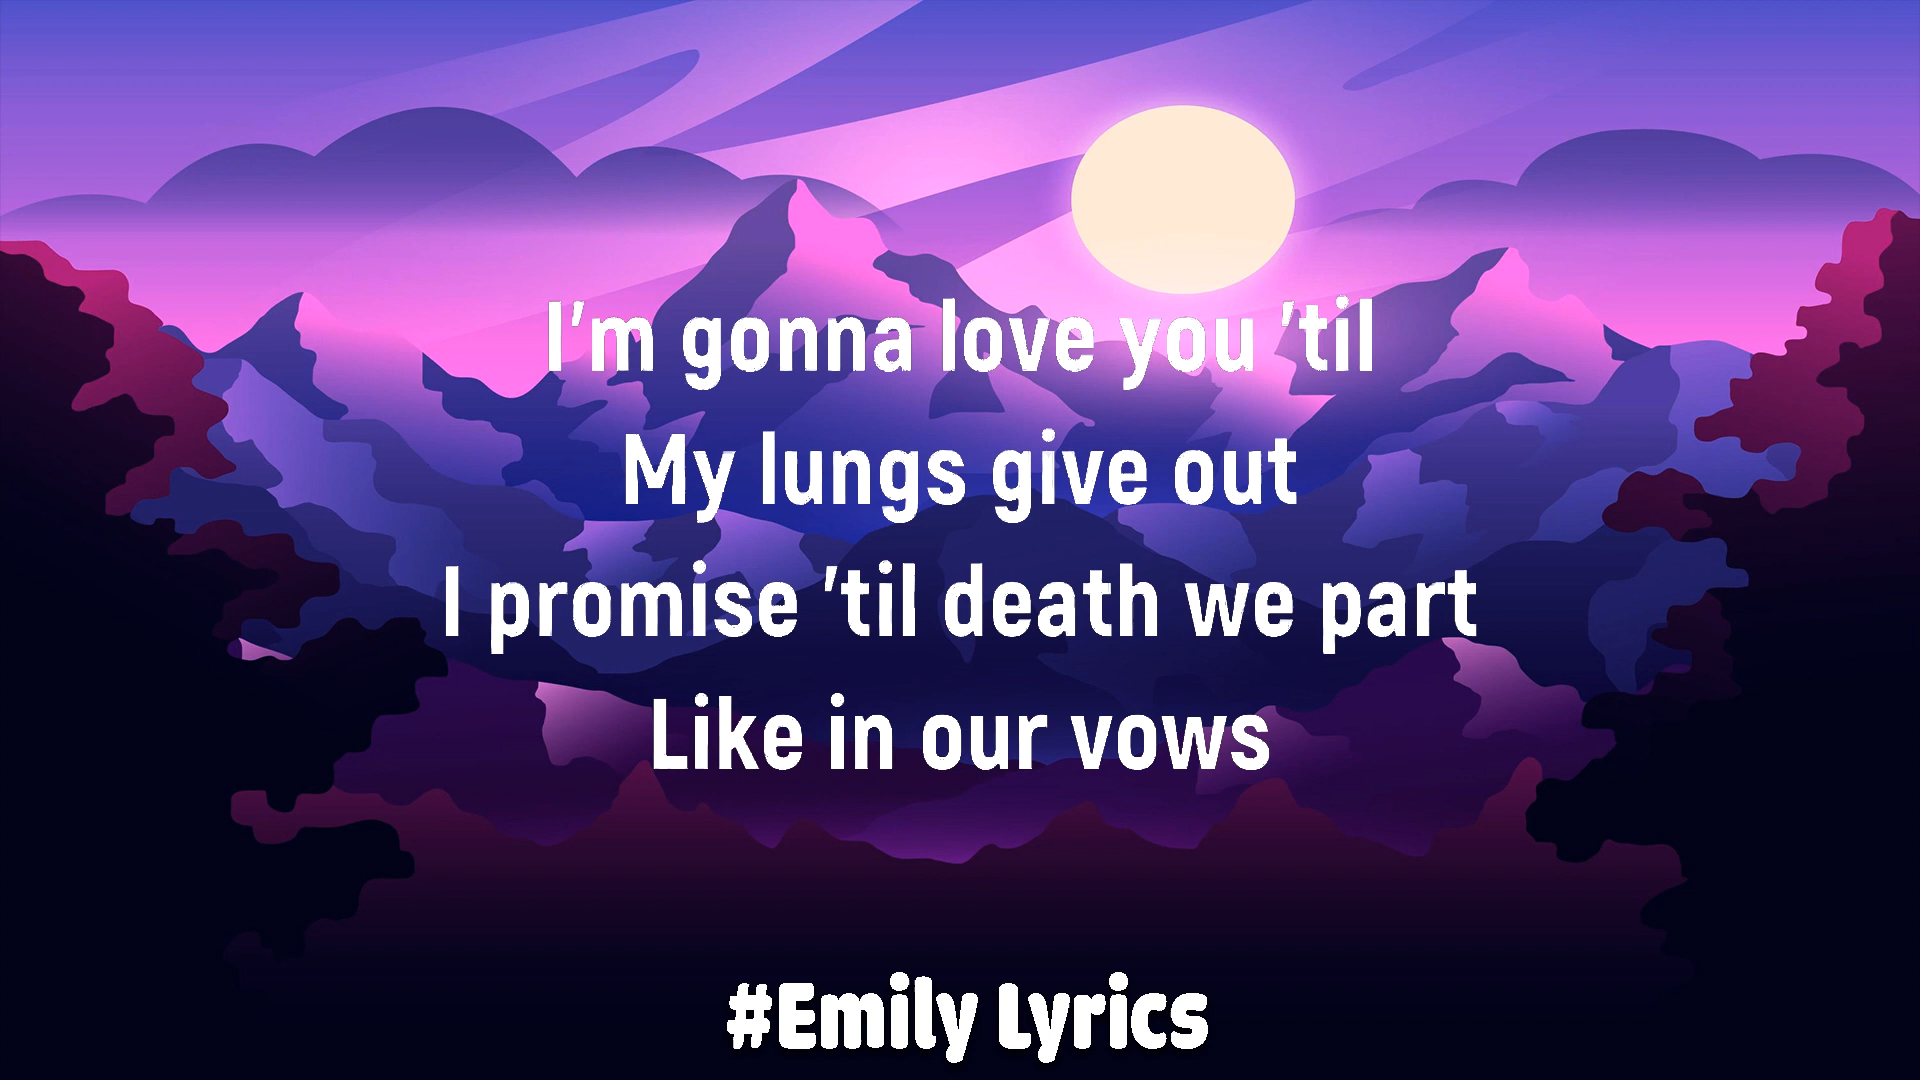 I'm gonna love you 'til
My lungs give out
I promise 'til death we part
Like in our vows
#Emily Lyrics